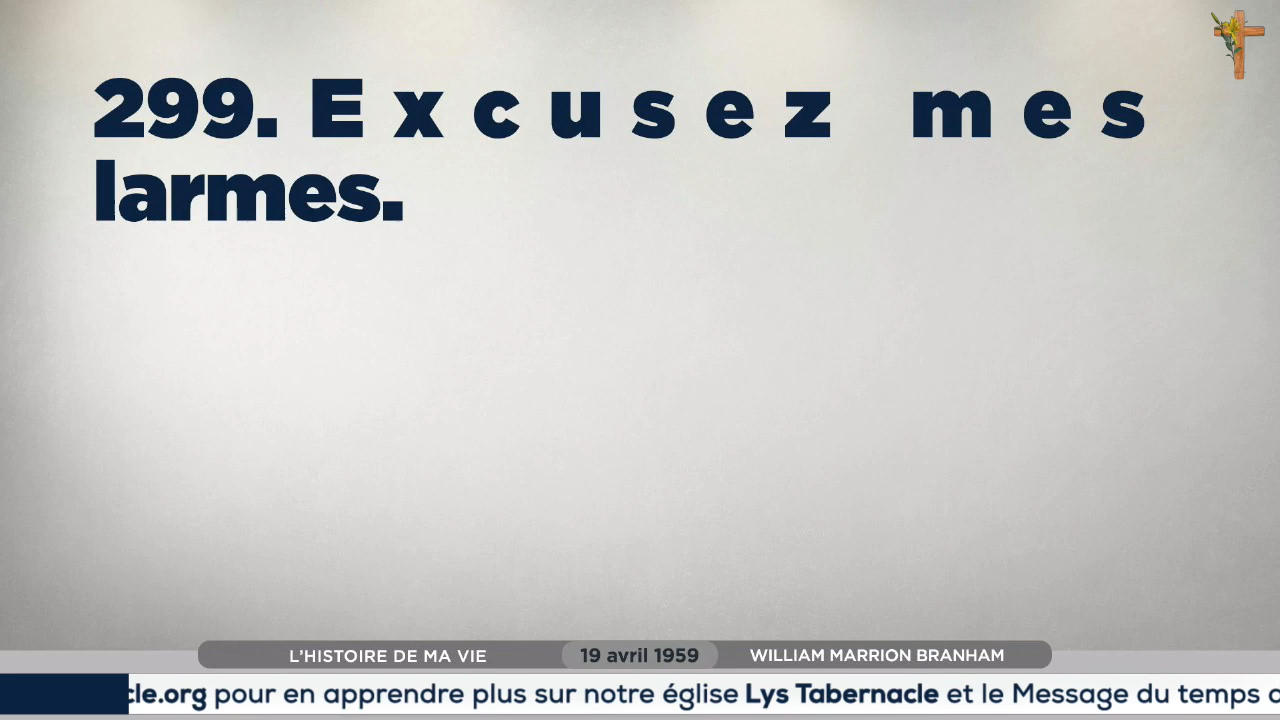 299. Excusez mes
larmes.
L'HISTOIRE DE MA VIE 19 avril 1959 WILLIAM MARRION BRANHAM
cle.org pour en apprendre plus sur notre église Lys Tabernacle et le Message du temps